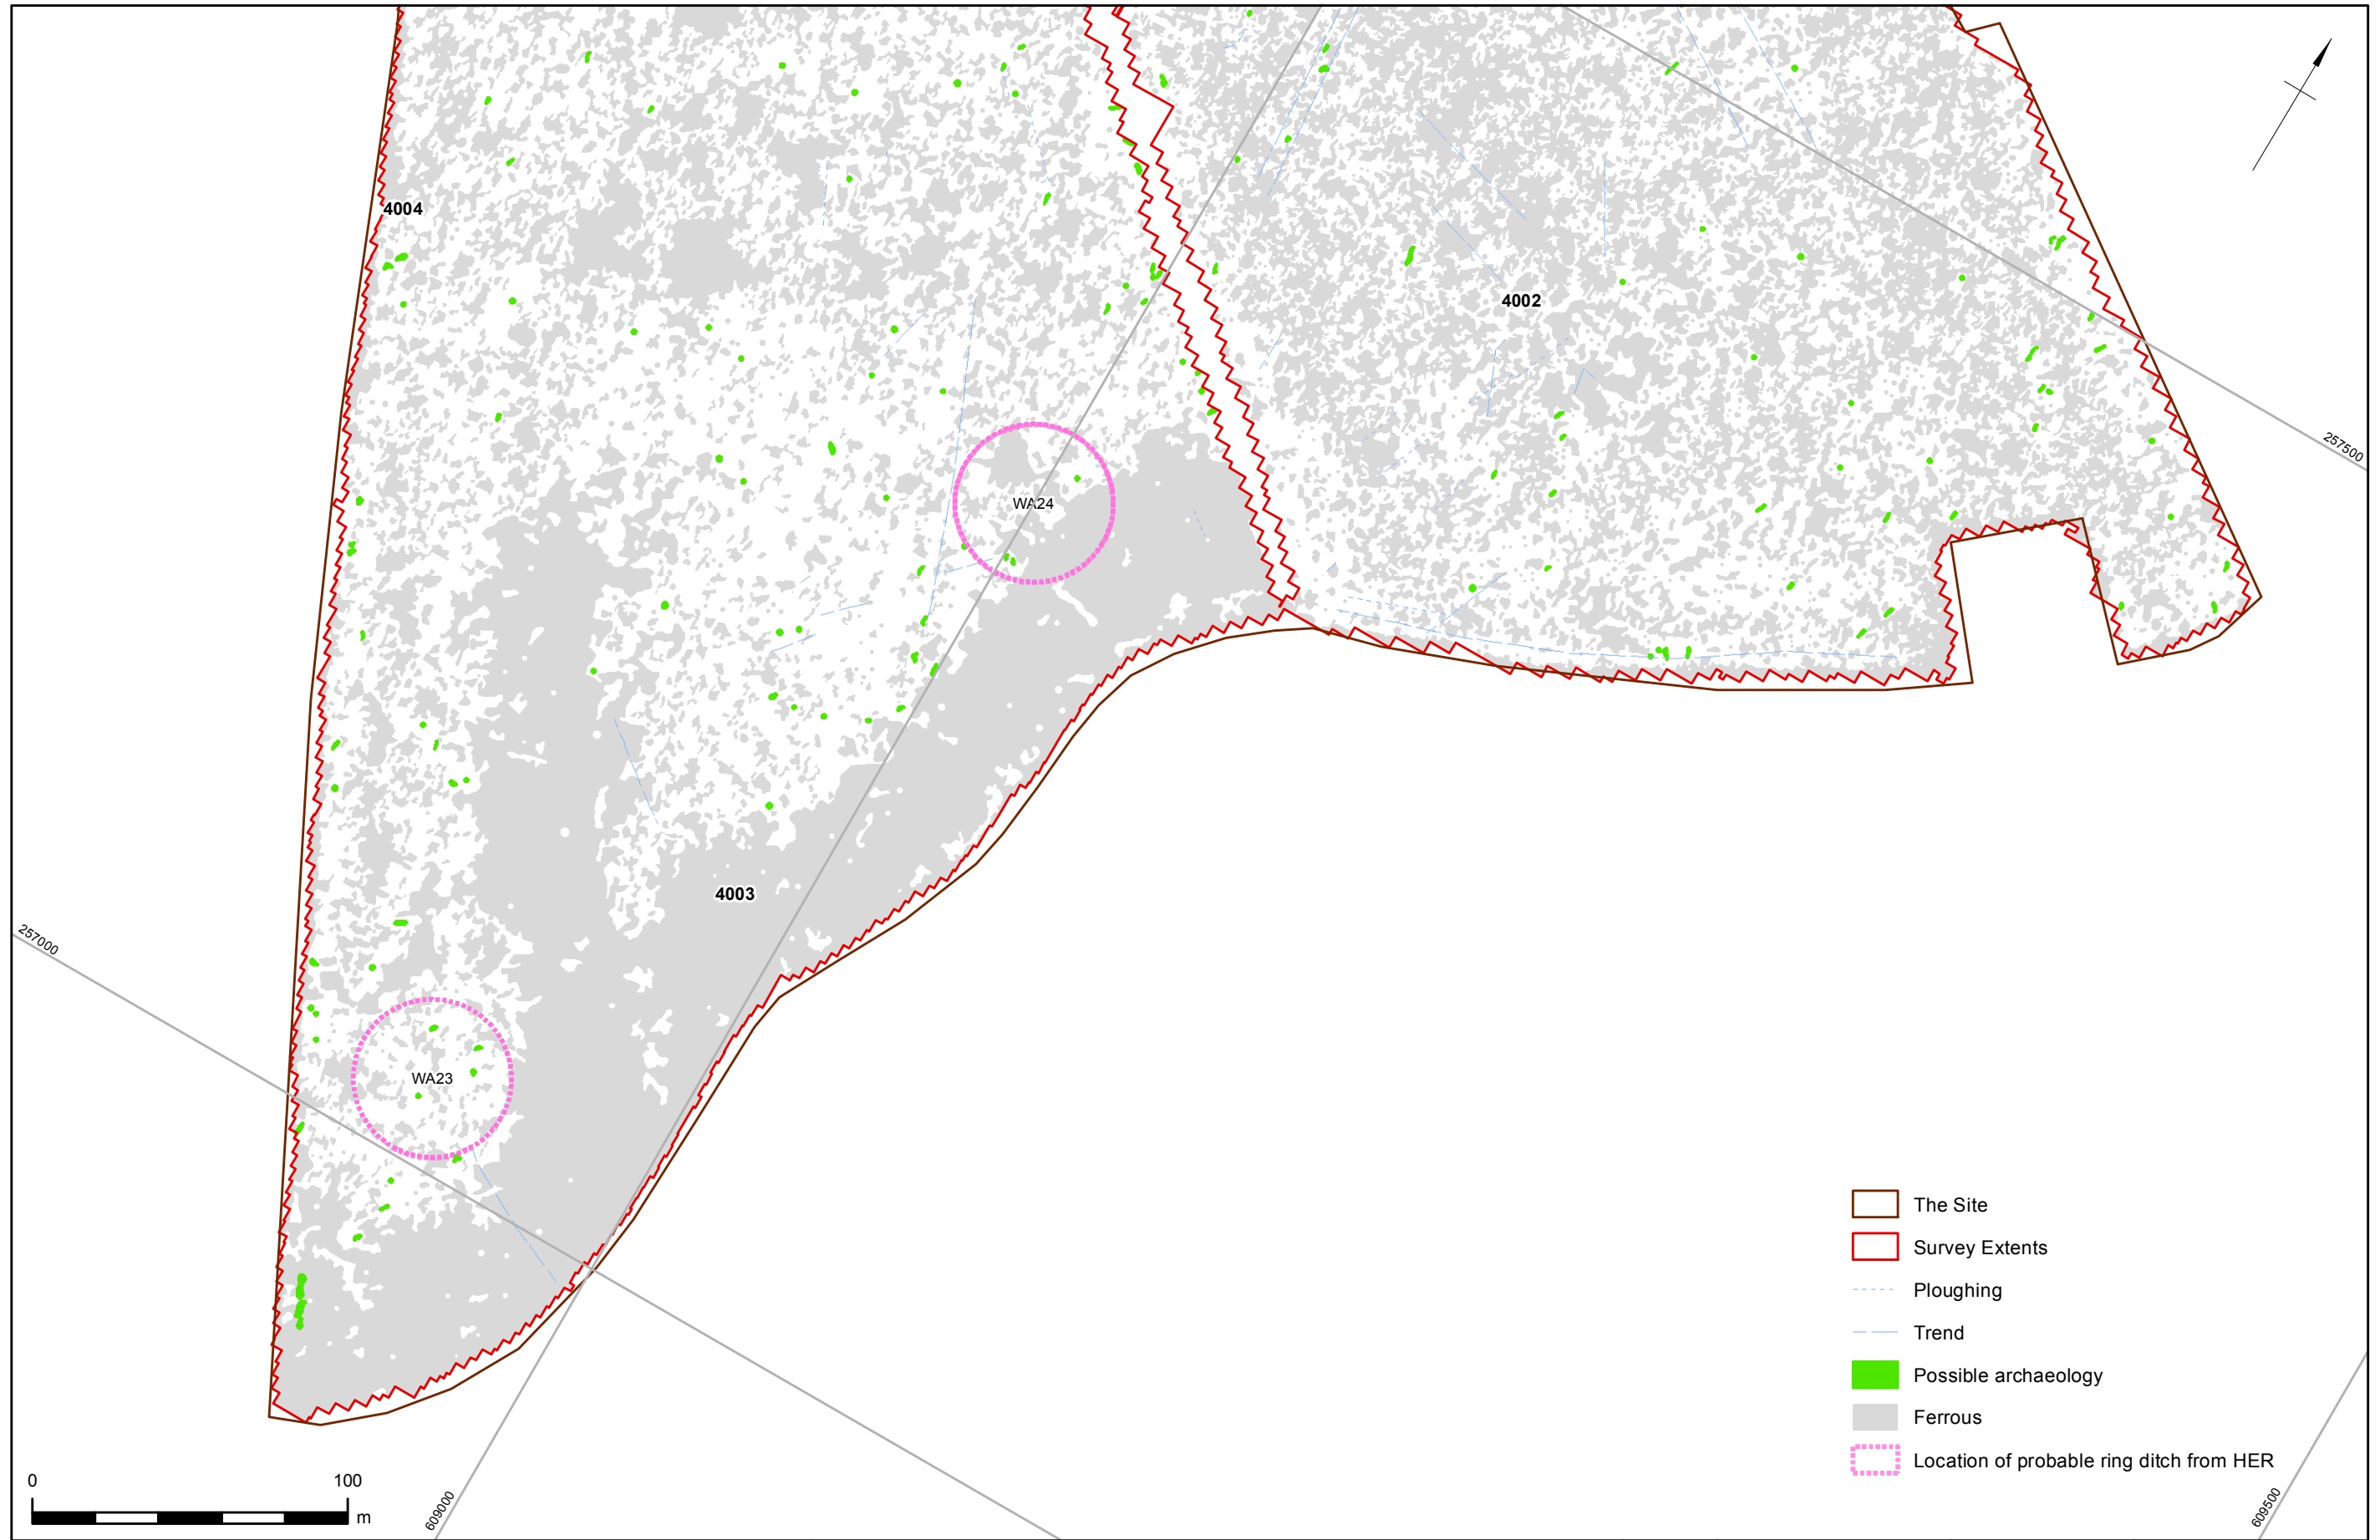 4004
4002
257500
WA24
4003
257000
WA23
The Site
Survey Extents
Ploughing
Trend
Possible archaeology
Ferrous
Location of probable ring ditch from HER
0 100
m
609000
609500